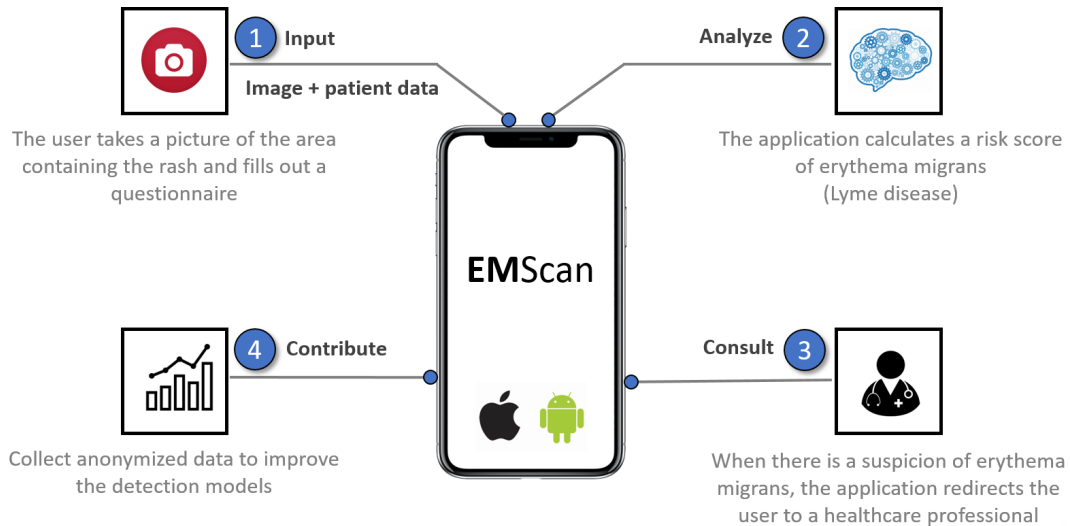 1 Input
Image + patient data
The user takes a picture of the area
containing the rash and fills out a
questionnaire
Analyze 2
The application calculates a risk score
of erythema migrans
(Lyme disease)
EMScan
Consult 3
When there is a suspicion of erythema
migrans, the application redirects the
user to a healthcare professional
4 Contribute
Collect anonymized data to improve
the detection models